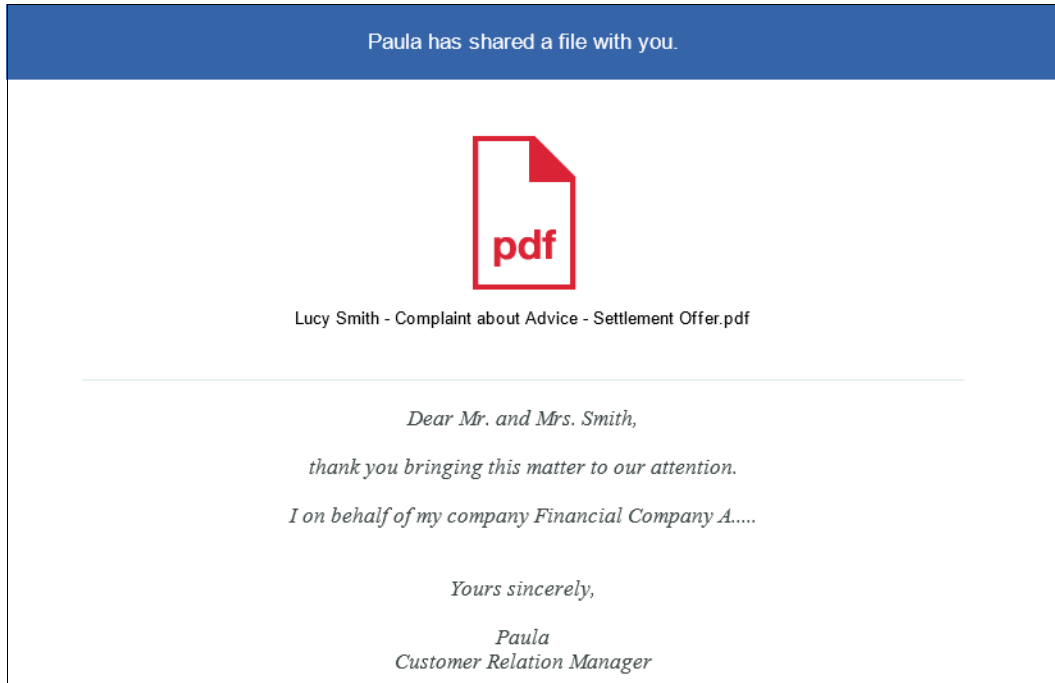 Paula has shared a file with you.
pdf
Lucy Smith - Complaint about Advice - Settlement Offer.pdf
Dear Mr. and Mrs. Smith,
thank you bringing this matter to our attention.
I on behalf of my company Financial Company A.....
Yours sincerely,
Paula
Customer Relation Manager